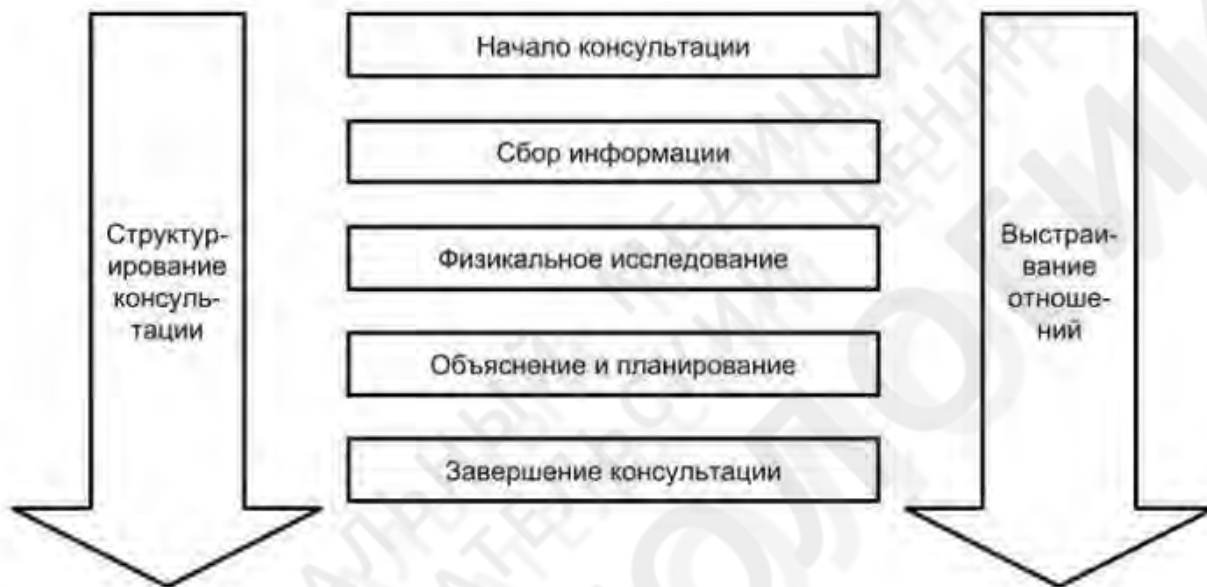 Начало консультации
Сбор информации
Физикальное исследование
Объяснение и планирование
Завершение консультации
Структур-
ирование
консуль-
тации
Выстраи-
вание
отноше-
ний